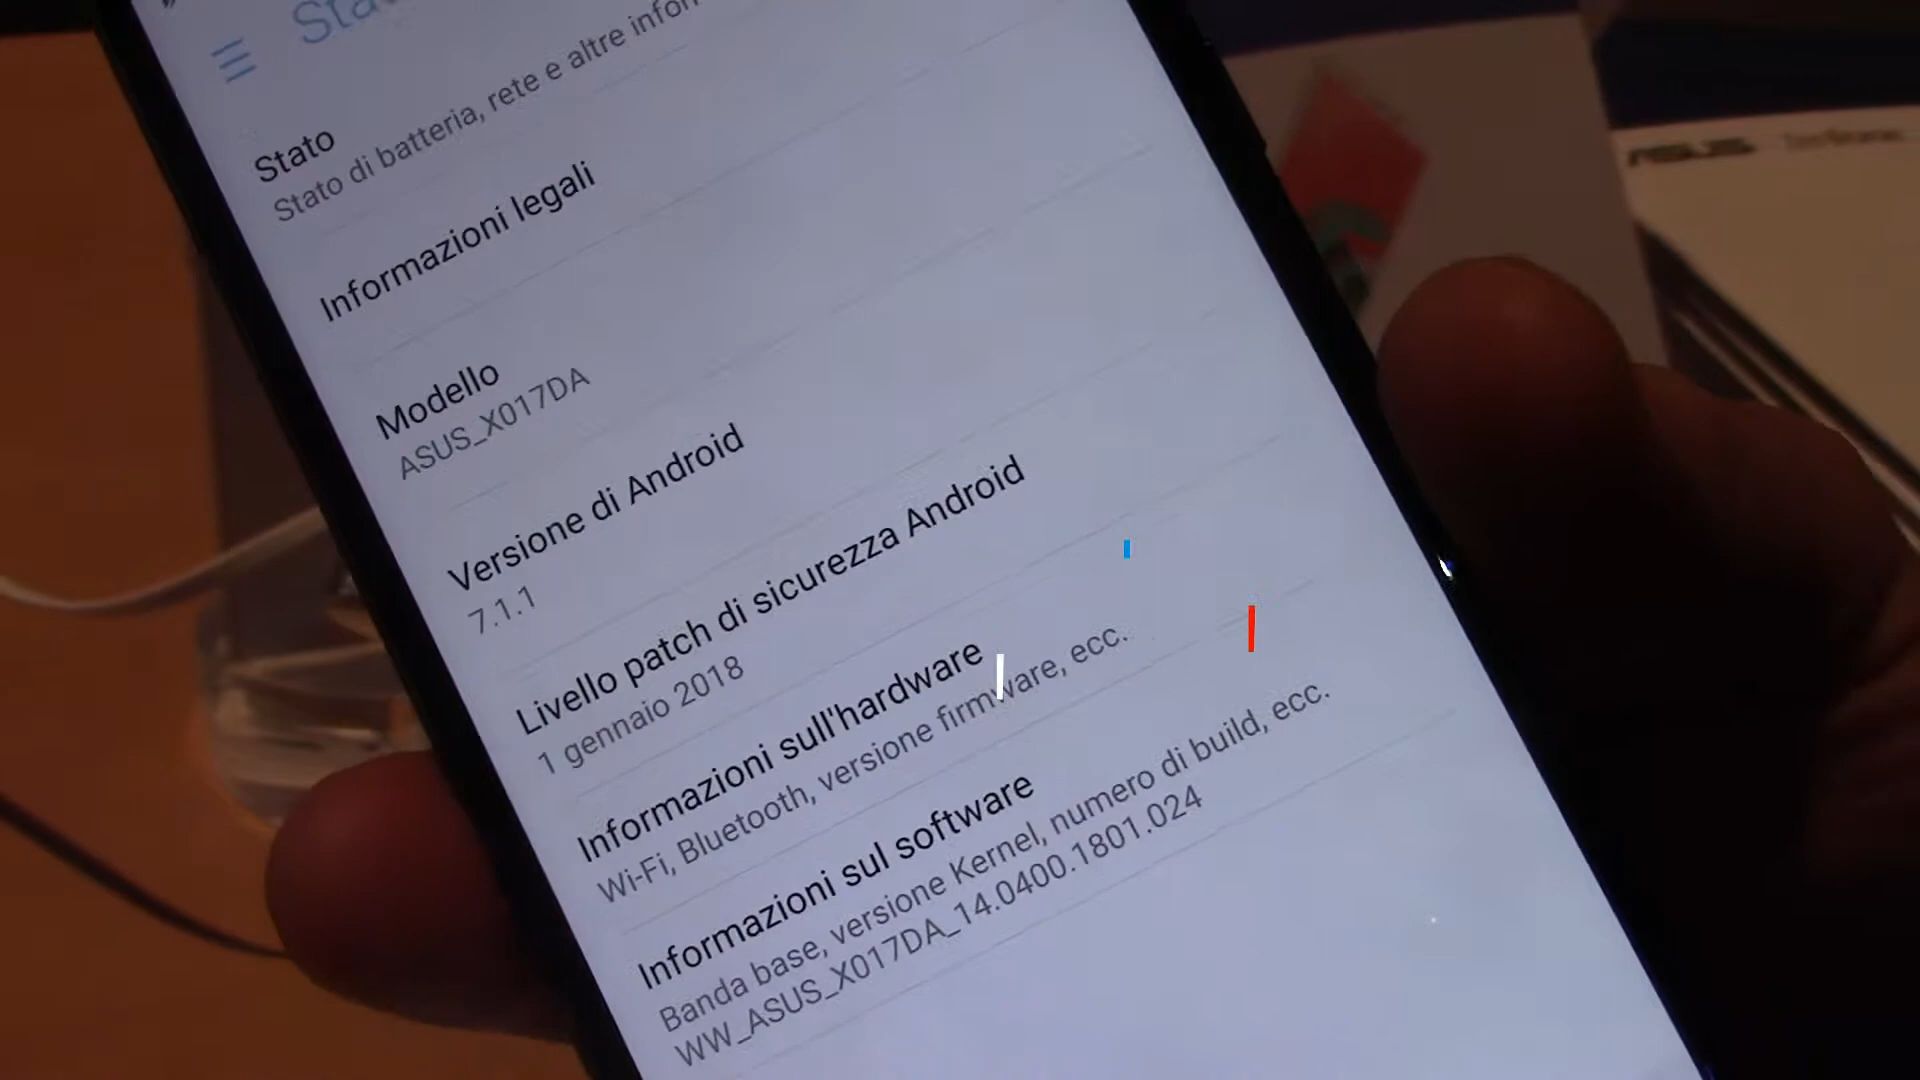 Stato
Stato di batteria, rete e altre
Informazioni legali
Modello
ASUS_X017DA
Versione di Android
7.1.1
Livello patch di sicurezza Android
1 gennaio 2018
Informazioni sull'hardware
Wi-Fi, Bluetooth, versione firmware, ecc.
Informazioni sul software
Banda base, versione Kernel, numero di build, ecc.
WW_ASUS_X017DA_14.0400.1801.024
ASUS